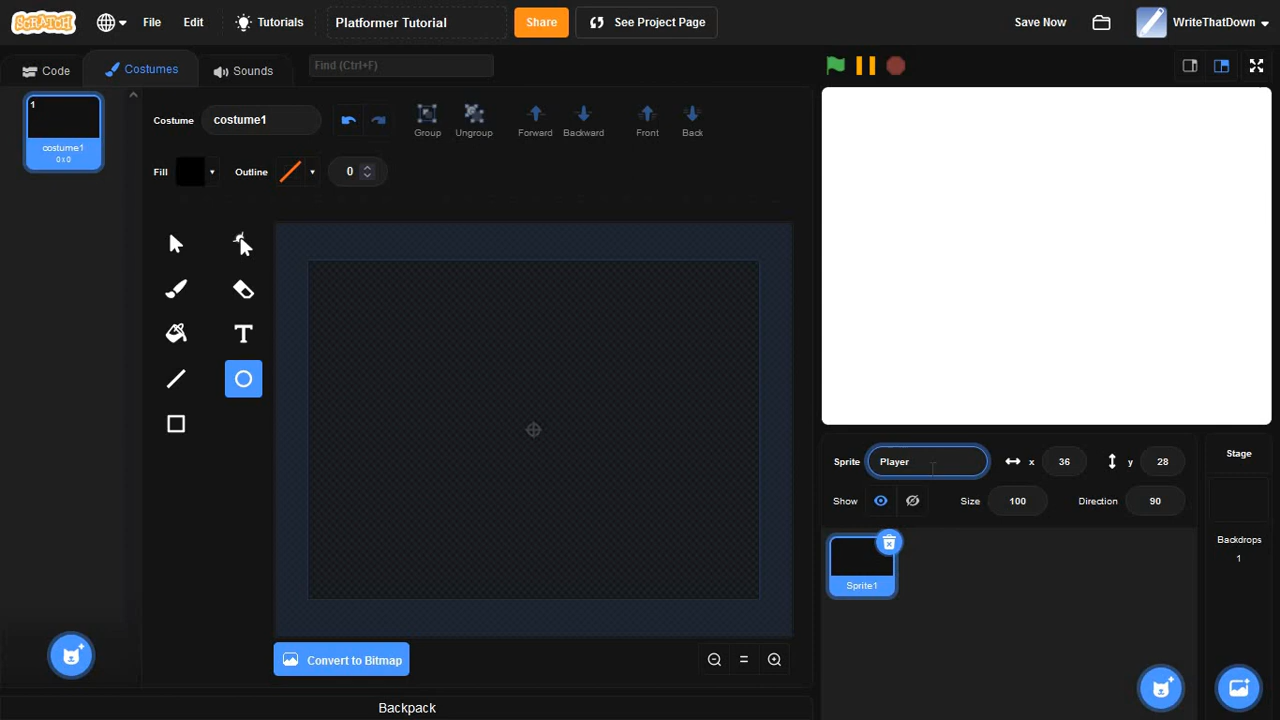 SCRATCH File Edit Tutorials Platformer Tutorial Share See Project Page Save Now WriteThatDown
Code Costumes Sounds Find (Ctrl+F)
1
costume1
0 x 0
Costume costume1 Group Ungroup Forward Backward Front Back
Fill Outline 0
T
Convert to Bitmap
Backpack
Sprite Player x 36 y 28
Show Size 100 Direction 90
Sprite1
Stage
Backdrops
1